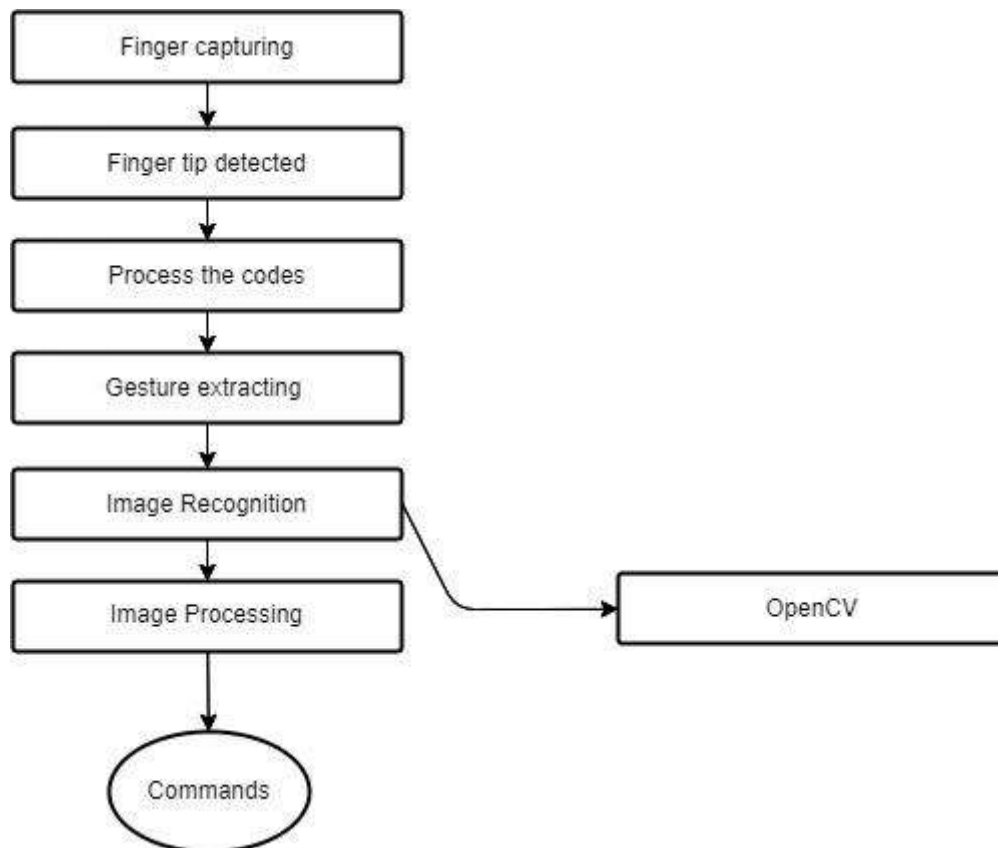 Finger capturing
Finger tip detected
Process the codes
Gesture extracting
Image Recognition
Image Processing
OpenCV
Commands